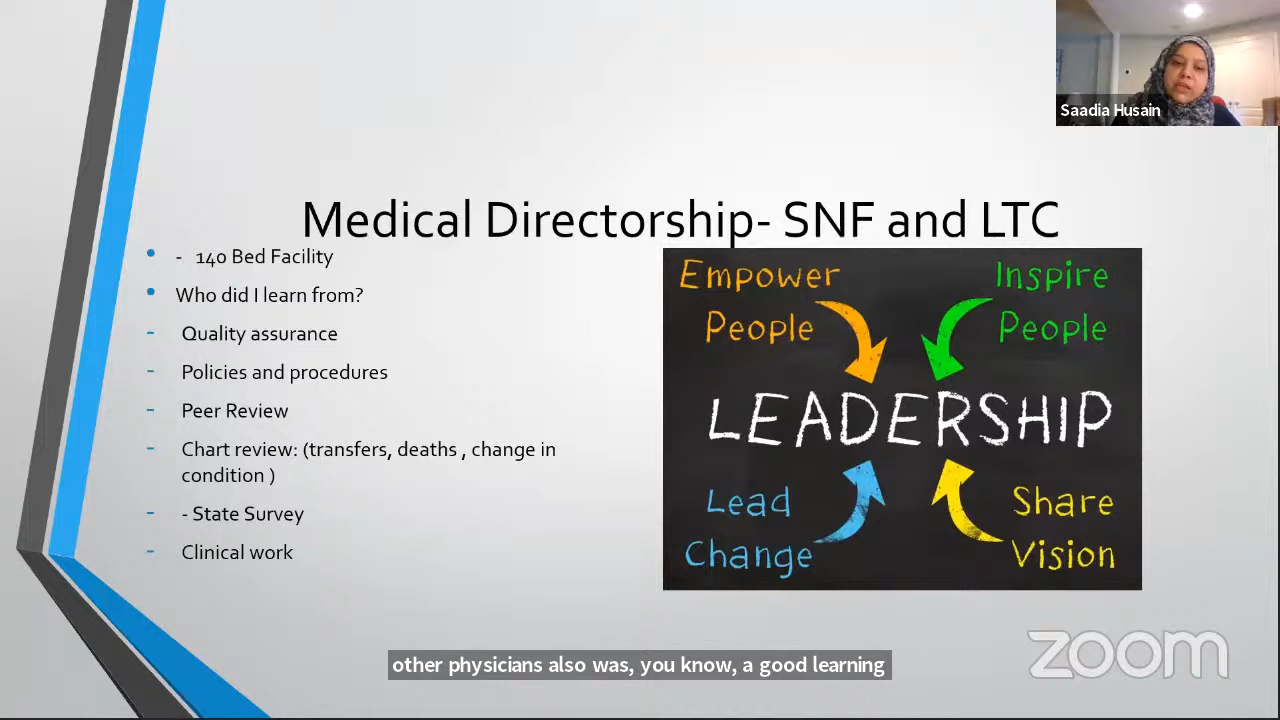 Saadia Husain
Medical Directorship- SNF and LTC
- 140 Bed Facility
Who did I learn from?
- Quality assurance
- Policies and procedures
- Peer Review
- Chart review: (transfers, deaths , change in
condition )
- - State Survey
- Clinical work
Empower
People
Inspire
People
LEADERSHIP
Lead
Change
Share
Vision
zoom
other physicians also was, you know, a good learning